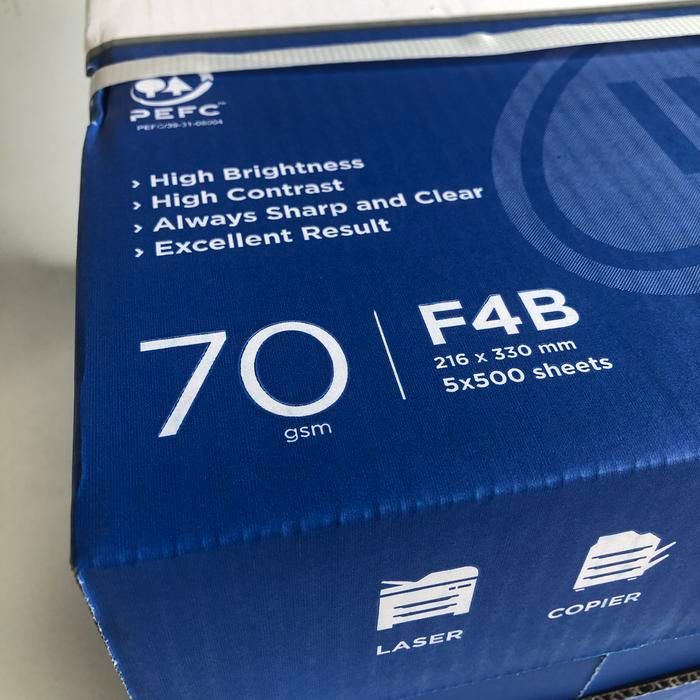 PEFC™
PEFC/39-31-08004
› High Brightness
› High Contrast
› Always Sharp and Clear
› Excellent Result
70
gsm
F4B
216 x 330 mm
5x500 sheets
LASER
COPIER